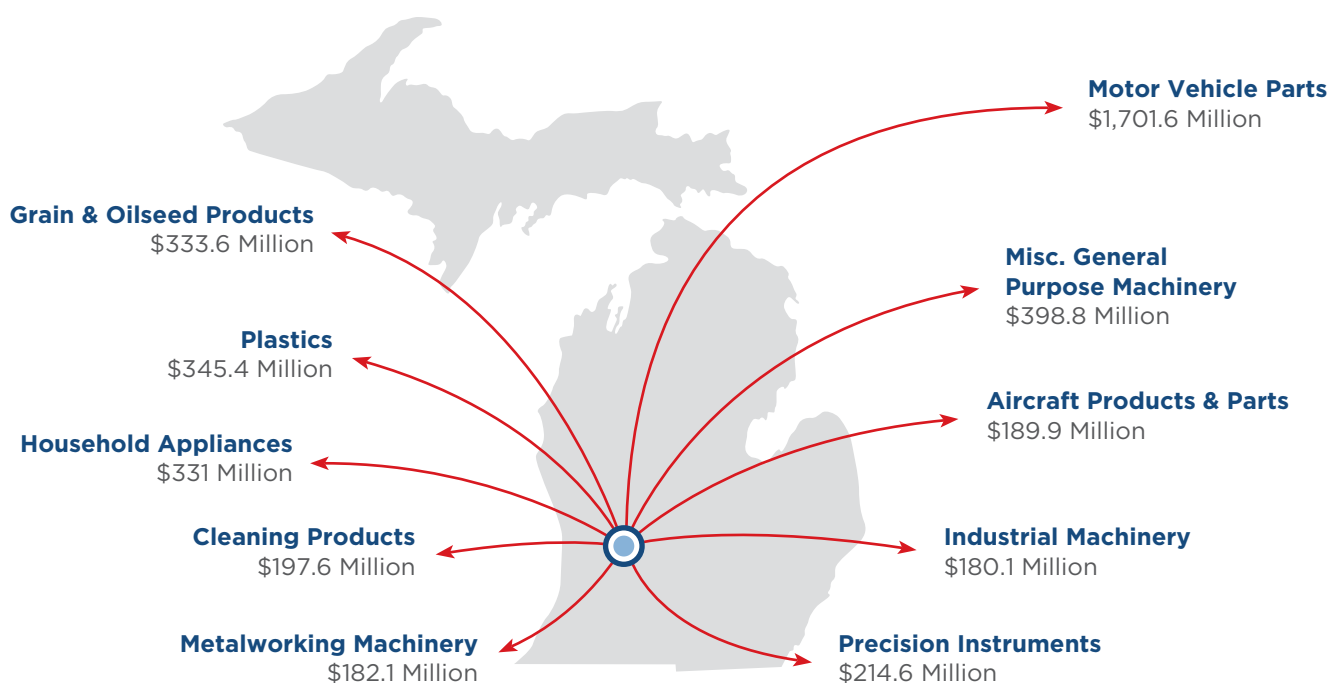 Motor Vehicle Parts
$1,701.6 Million
Grain & Oilseed Products
$333.6 Million
Misc. General
Purpose Machinery
$398.8 Million
Plastics
$345.4 Million
Aircraft Products & Parts
$189.9 Million
Household Appliances
$331 Million
Cleaning Products
$197.6 Million
Industrial Machinery
$180.1 Million
Metalworking Machinery
$182.1 Million
Precision Instruments
$214.6 Million